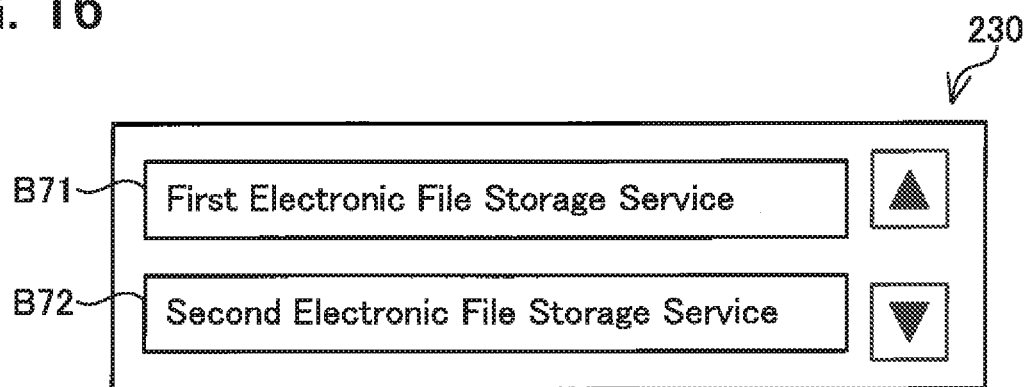 16
230
B71 First Electronic File Storage Service
B72 Second Electronic File Storage Service